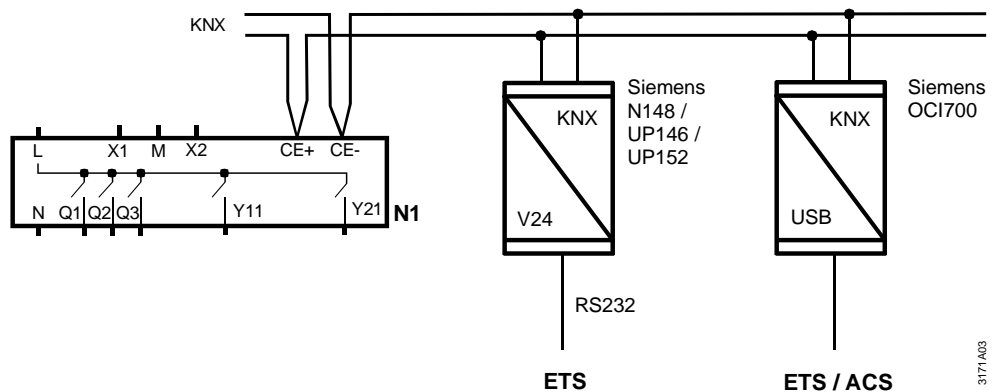 KNX
L
X1
M
X2
CE+
CE-
N
Q1
Q2
Q3
Y11
Y21
N1
KNX
V24
Siemens
N148 /
UP146 /
UP152
RS232
ETS
KNX
USB
Siemens
OCI700
ETS / ACS
3171A03